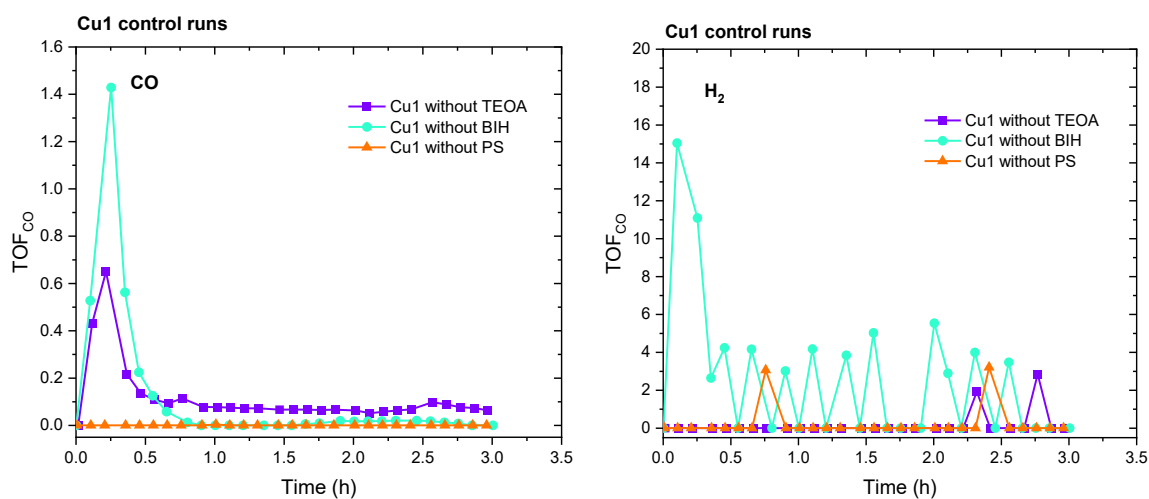 Cu1 control runs
CO
Cu1 without TEOA
Cu1 without BIH
Cu1 without PS
TOF_CO
1.6
1.4
1.2
1.0
0.8
0.6
0.4
0.2
0.0
0.0 0.5 1.0 1.5 2.0 2.5 3.0 3.5
Time (h)
Cu1 control runs
H₂
Cu1 without TEOA
Cu1 without BIH
Cu1 without PS
TOF_CO
20
18
16
14
12
10
8
6
4
2
0
0.0 0.5 1.0 1.5 2.0 2.5 3.0 3.5
Time (h)